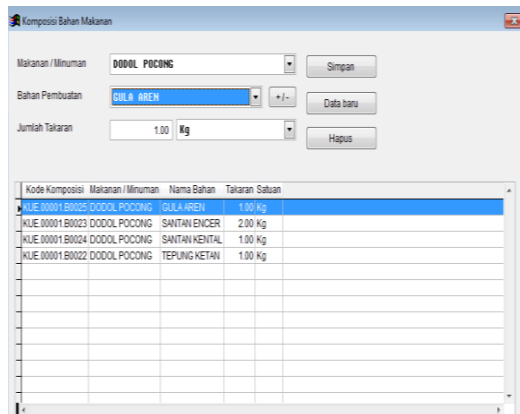 Komposisi Bahan Makanan
Makanan / Minuman DODOL POCONG Simpan
Bahan Pembuatan GULA AREN +/- Data baru
Jumlah Takaran 1.00 Kg Hapus
Kode Komposisi Makanan / Minuman Nama Bahan Takaran Satuan
KUE.00001.B0025 DODOL POCONG GULA AREN 1.00 Kg
KUE.00001.B0023 DODOL POCONG SANTAN ENCER 2.00 Kg
KUE.00001.B0024 DODOL POCONG SANTAN KENTAL 1.00 Kg
KUE.00001.B0022 DODOL POCONG TEPUNG KETAN 1.00 Kg